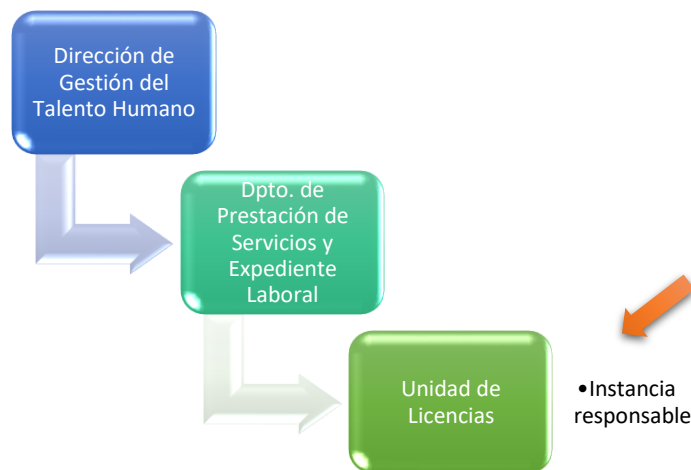 Dirección de
Gestión del
Talento Humano
Dpto. de
Prestación de
Servicios y
Expediente
Laboral
Unidad de
Licencias
•Instancia
responsable